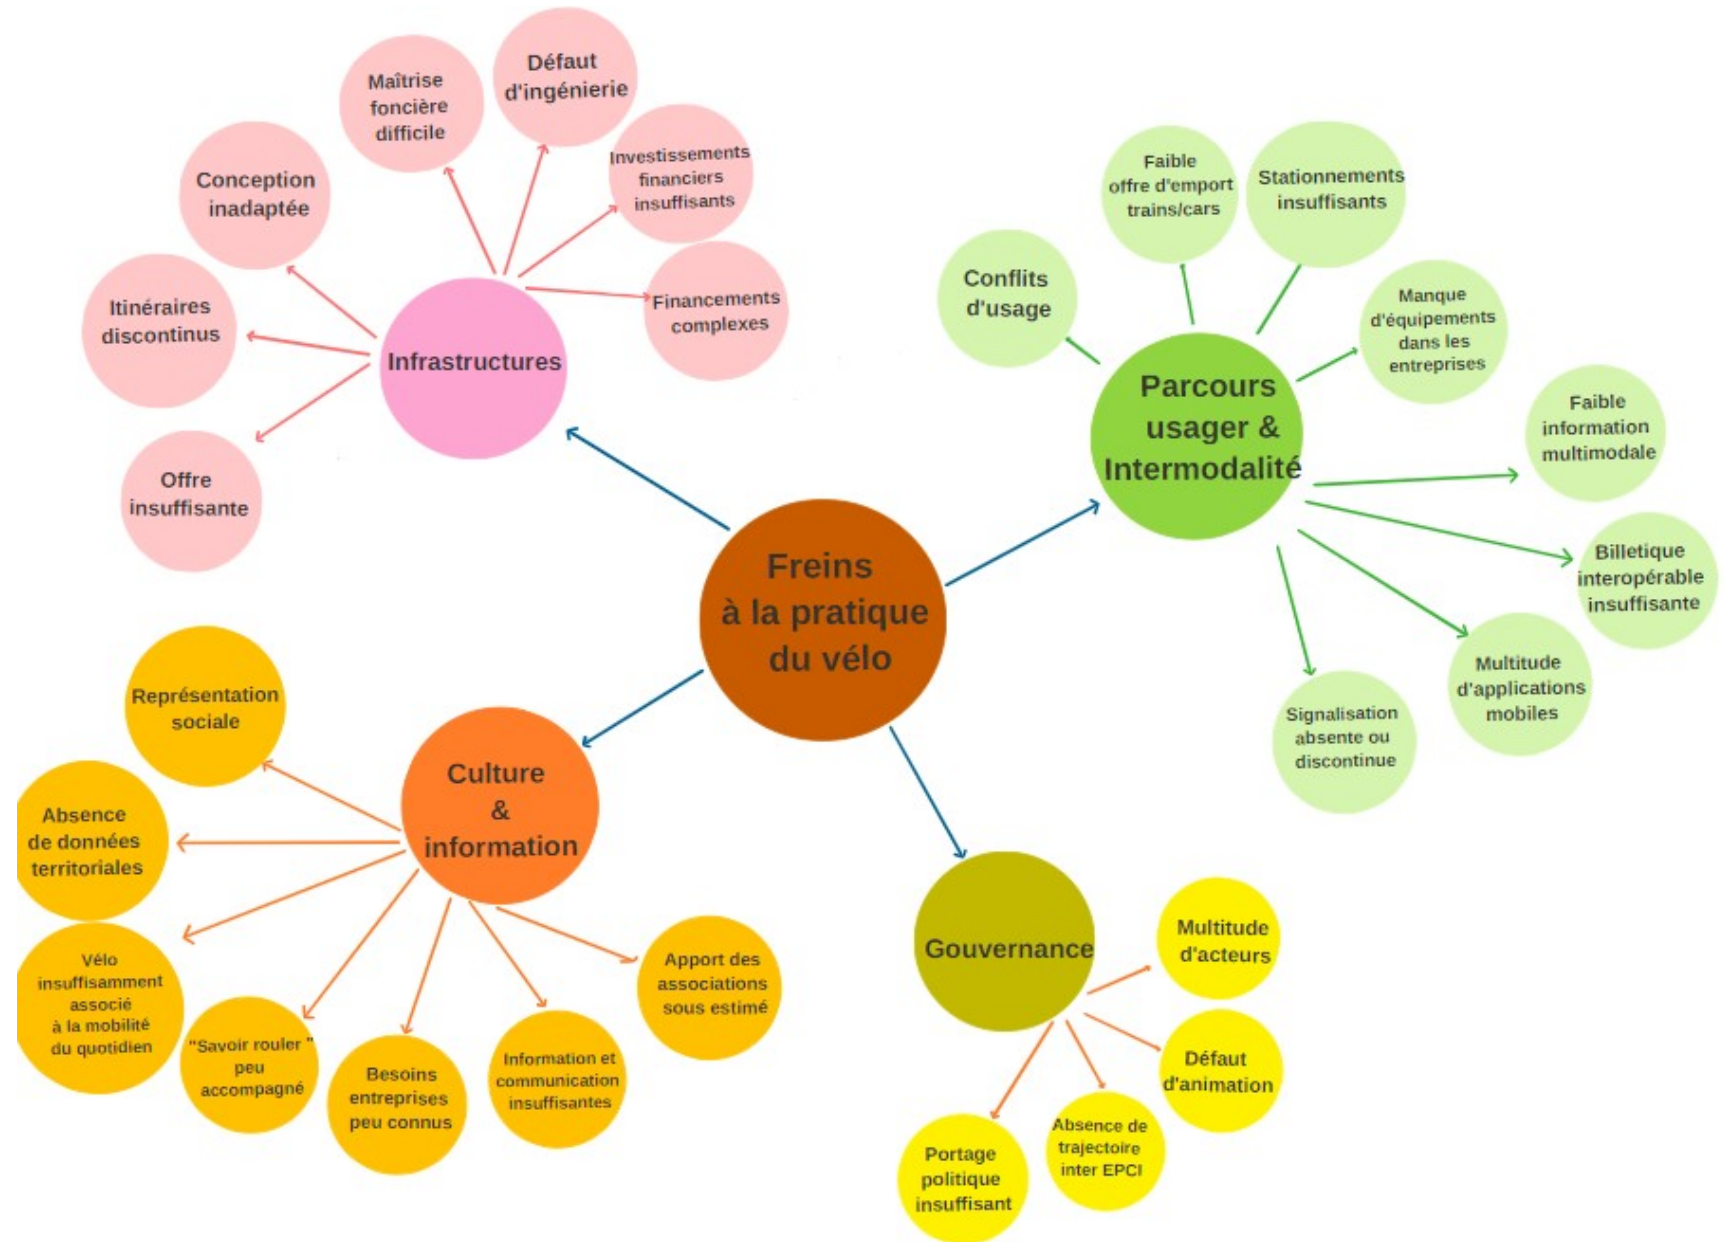 Défaut
d'ingénierie
Maîtrise
foncière
difficile
Investissements
financiers
insuffisants
Conception
inadaptée
Financements
complexes
Itinéraires
discontinus
Infrastructures
Offre
insuffisante
Faible
offre d'emport
trains/cars
Stationnements
insuffisants
Conflits
d'usage
Manque
d'équipements
dans les
entreprises
Parcours
usager &
Intermodalité
Faible
information
multimodale
Billetique
interopérable
insuffisante
Multitude
d'applications
mobiles
Signalisation
absente ou
discontinue
Freins
à la pratique
du vélo
Représentation
sociale
Culture
&
information
Absence
de données
territoriales
Vélo
insuffisamment
associé
à la mobilité
du quotidien
"Savoir rouler "
peu
accompagné
Besoins
entreprises
peu connus
Information et
communication
insuffisantes
Apport des
associations
sous estimé
Gouvernance
Multitude
d'acteurs
Défaut
d'animation
Absence de
trajectoire
inter EPCI
Portage
politique
insuffisant